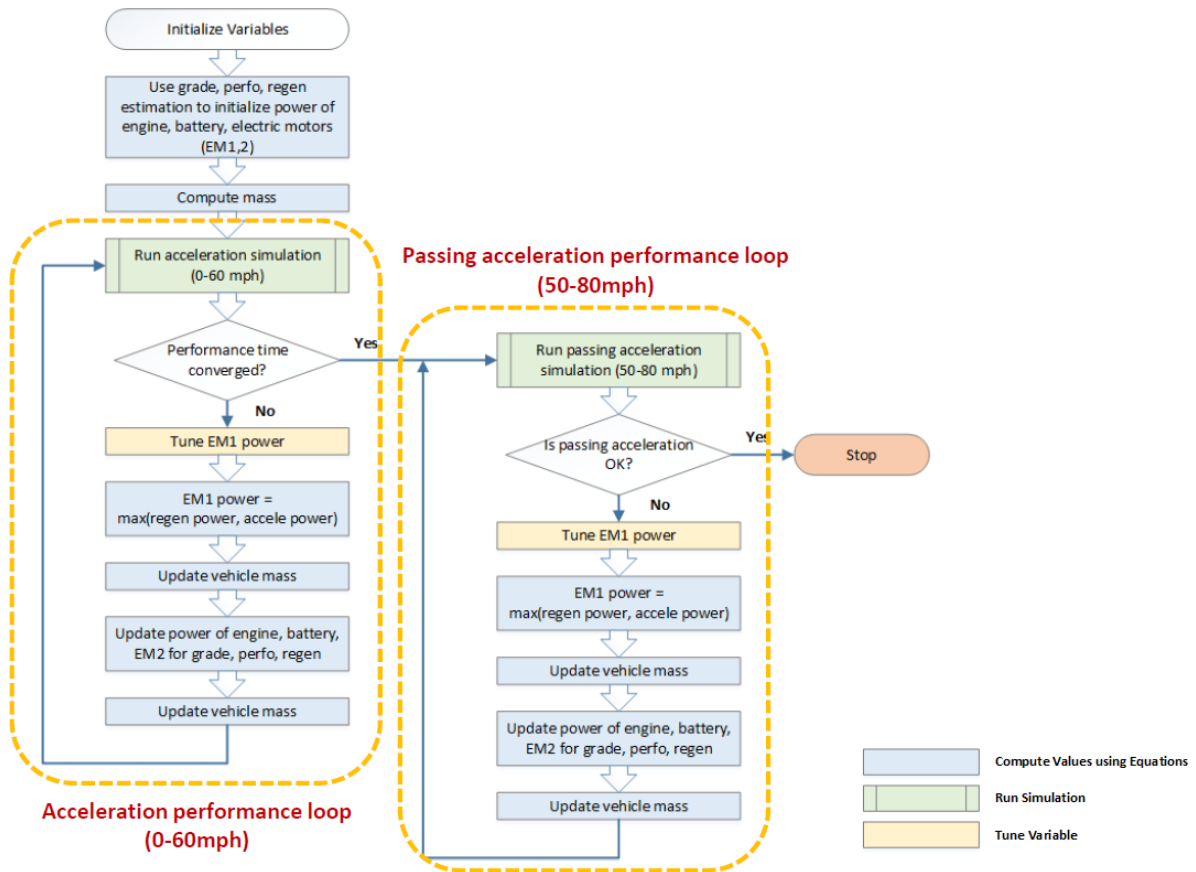 Initialize Variables
Use grade, perfo, regen
estimation to initialize power of
engine, battery, electric motors
(EM1,2)
Compute mass
Run acceleration simulation
(0-60 mph)
Performance time
converged?
Yes
No
Tune EM1 power
EM1 power =
max(regen power, accele power)
Update vehicle mass
Update power of engine, battery,
EM2 for grade, perfo, regen
Update vehicle mass
Acceleration performance loop
(0-60mph)
Passing acceleration performance loop
(50-80mph)
Run passing acceleration
simulation (50-80 mph)
Is passing acceleration
OK?
Yes
Stop
No
Tune EM1 power
EM1 power =
max(regen power, accele power)
Update vehicle mass
Update power of engine, battery,
EM2 for grade, perfo, regen
Update vehicle mass
Compute Values using Equations
Run Simulation
Tune Variable